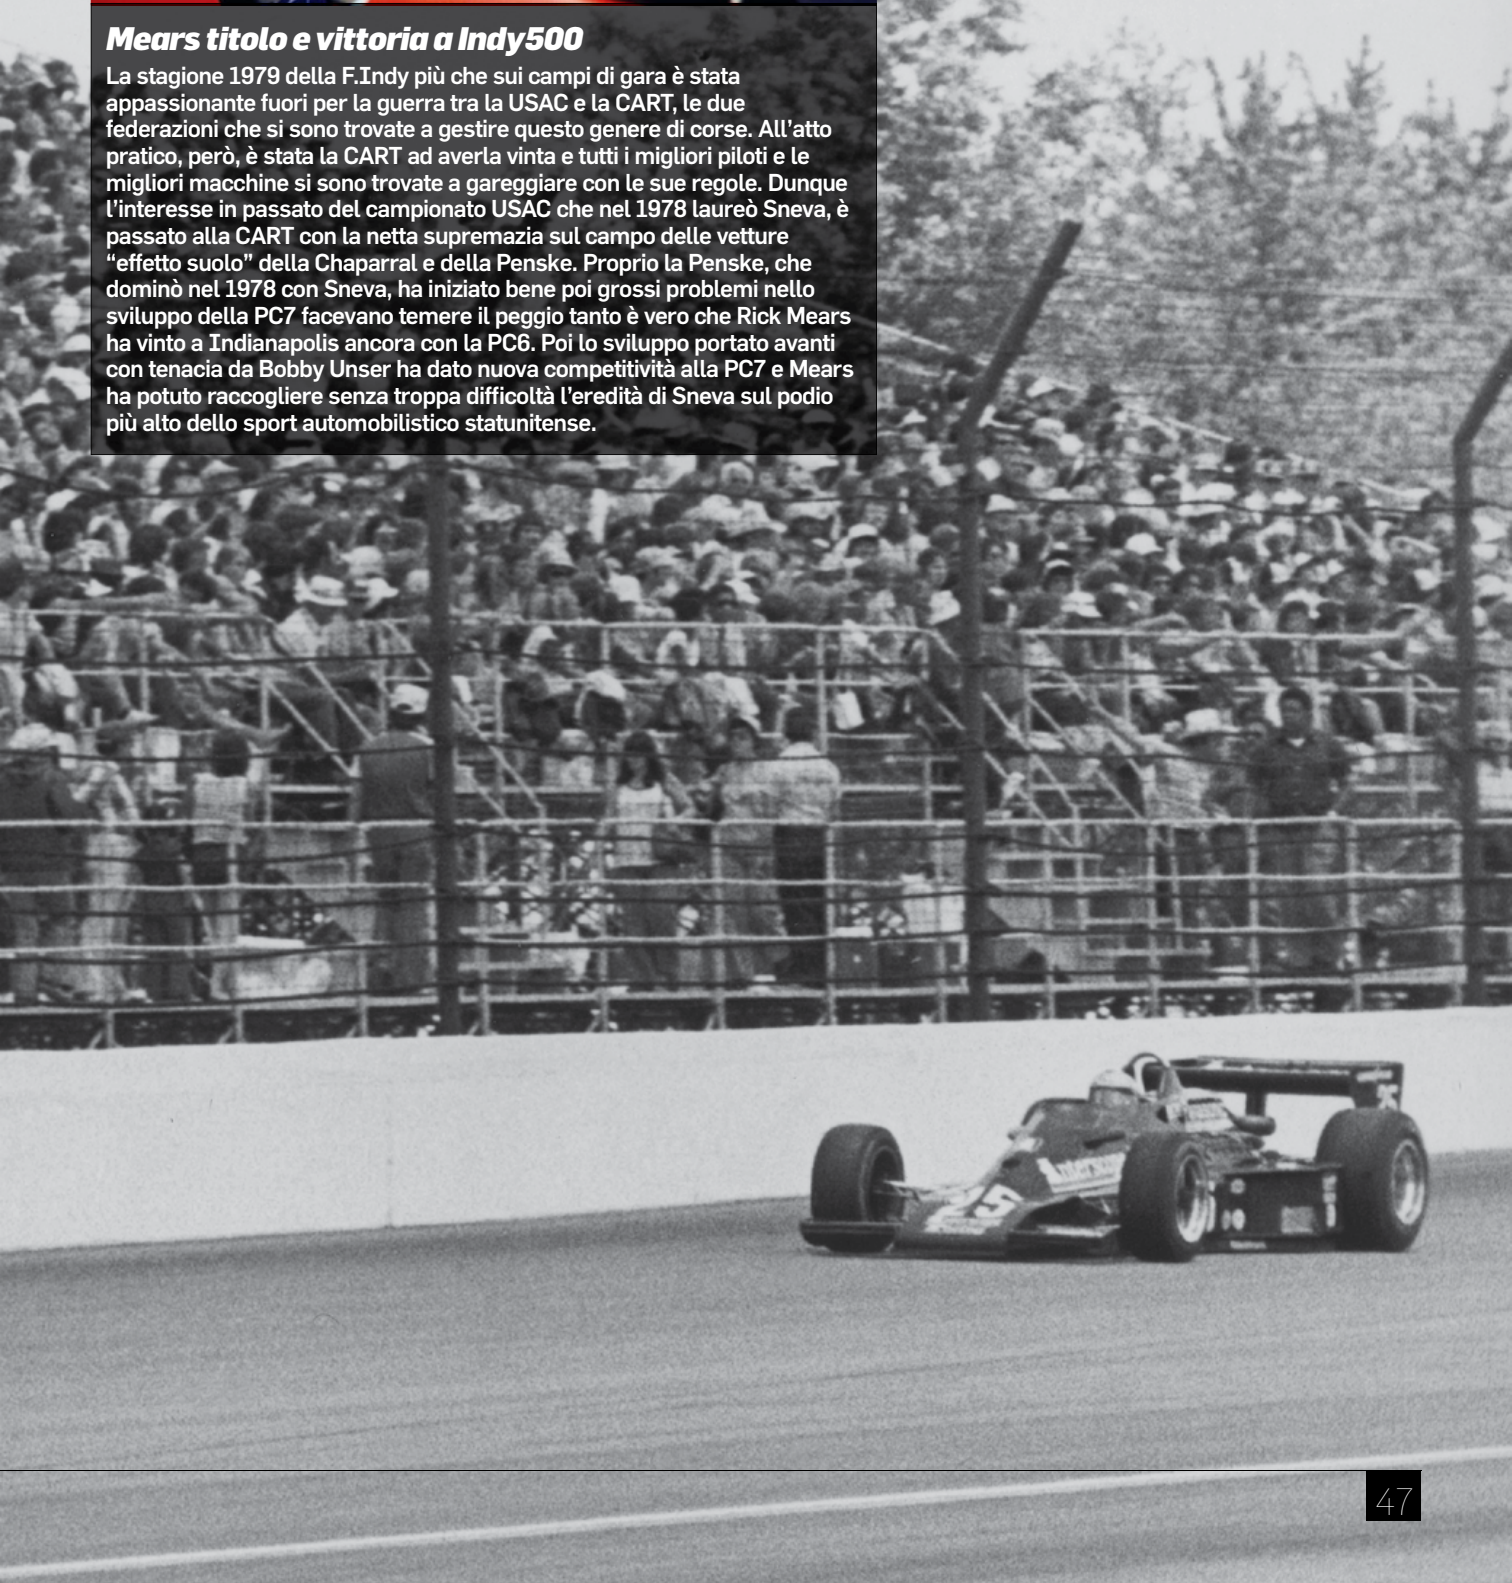 Mears titolo e vittoria a Indy500
La stagione 1979 della F.Indy più che sui campi di gara è stata
appassionante fuori per la guerra tra la USAC e la CART, le due
federazioni che si sono trovate a gestire questo genere di corse. All’atto
pratico, però, è stata la CART ad averla vinta e tutti i migliori piloti e le
migliori macchine si sono trovate a gareggiare con le sue regole. Dunque
l’interesse in passato del campionato USAC che nel 1978 laureò Sneva, è
passato alla CART con la netta supremazia sul campo delle vetture
“effetto suolo” della Chaparral e della Penske. Proprio la Penske, che
dominò nel 1978 con Sneva, ha iniziato bene poi grossi problemi nello
sviluppo della PC7 facevano temere il peggio tanto è vero che Rick Mears
ha vinto a Indianapolis ancora con la PC6. Poi lo sviluppo portato avanti
con tenacia da Bobby Unser ha dato nuova competitività alla PC7 e Mears
ha potuto raccogliere senza troppa difficoltà l’eredità di Sneva sul podio
più alto dello sport automobilistico statunitense.
25
47